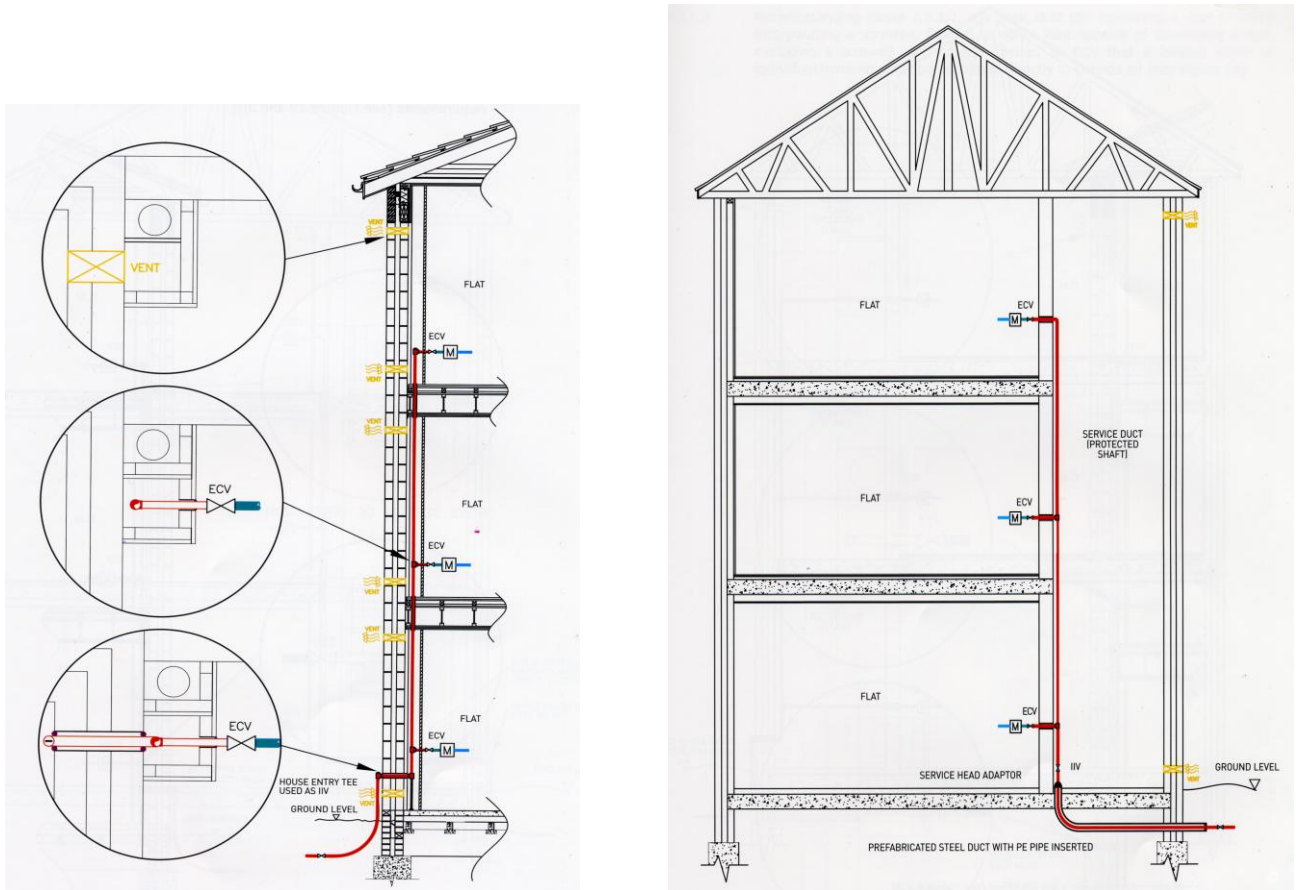 VENT
ECV
ECV
VENT
FLAT
ECV
M
VENT
VENT
FLAT
ECV
M
VENT
VENT
FLAT
ECV
M
HOUSE ENTRY TEE
USED AS IIV
VENT
GROUND LEVEL
VENT
FLAT
ECV
M
SERVICE DUCT
(PROTECTED
SHAFT)
FLAT
ECV
M
FLAT
ECV
M
SERVICE HEAD ADAPTOR
IIV
VENT
GROUND LEVEL
PREFABRICATED STEEL DUCT WITH PE PIPE INSERTED